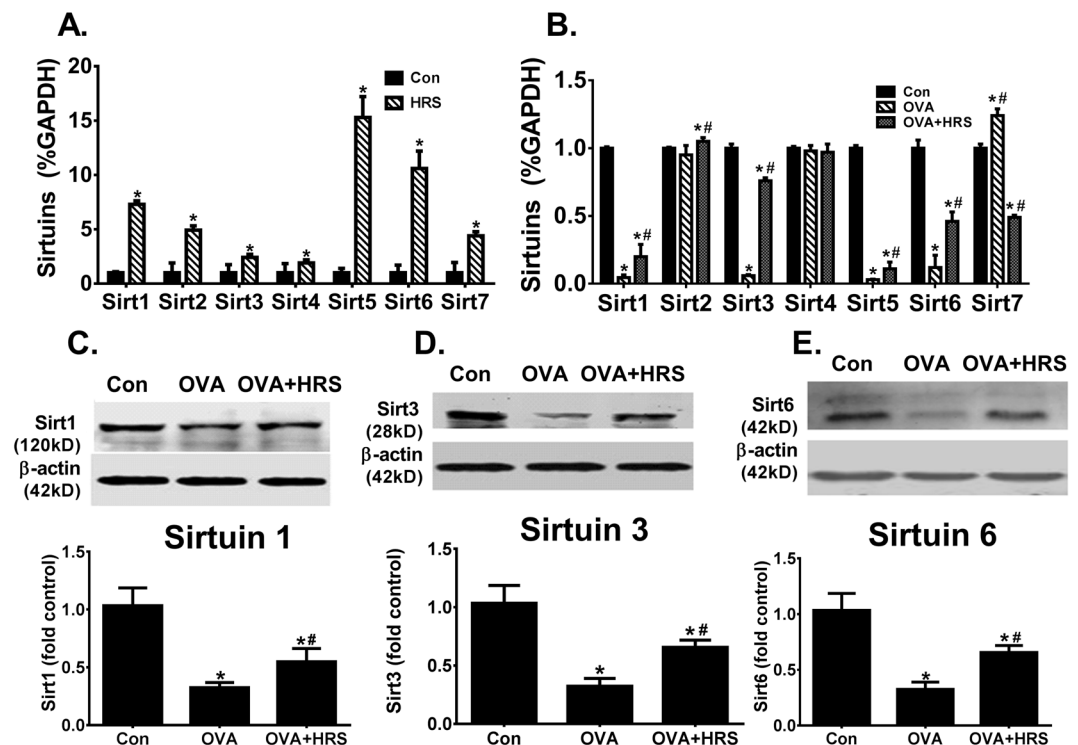 A.
Sirtuins (%GAPDH)
20
15
10
5
0
Con
HRS
* * * * * * *
Sirt1 Sirt2 Sirt3 Sirt4 Sirt5 Sirt6 Sirt7
B.
Sirtuins (%GAPDH)
1.5
1.0
0.5
0.0
Con
OVA
OVA+HRS
* *# *# * *# * *# * *# *# *#
Sirt1 Sirt2 Sirt3 Sirt4 Sirt5 Sirt6 Sirt7
C.
Con OVA OVA+HRS
Sirt1
(120kD)
β-actin
(42kD)
Sirtuin 1
Sirt1 (fold control)
1.5
1.0
0.5
0.0
* *#
Con OVA OVA+HRS
D.
Con OVA OVA+HRS
Sirt3
(28kD)
β-actin
(42kD)
Sirtuin 3
Sirt3 (fold control)
1.5
1.0
0.5
0.0
* *#
Con OVA OVA+HRS
E.
Con OVA OVA+HRS
Sirt6
(42kD)
β-actin
(42kD)
Sirtuin 6
Sirt6 (fold control)
1.5
1.0
0.5
0.0
* *#
Con OVA OVA+HRS